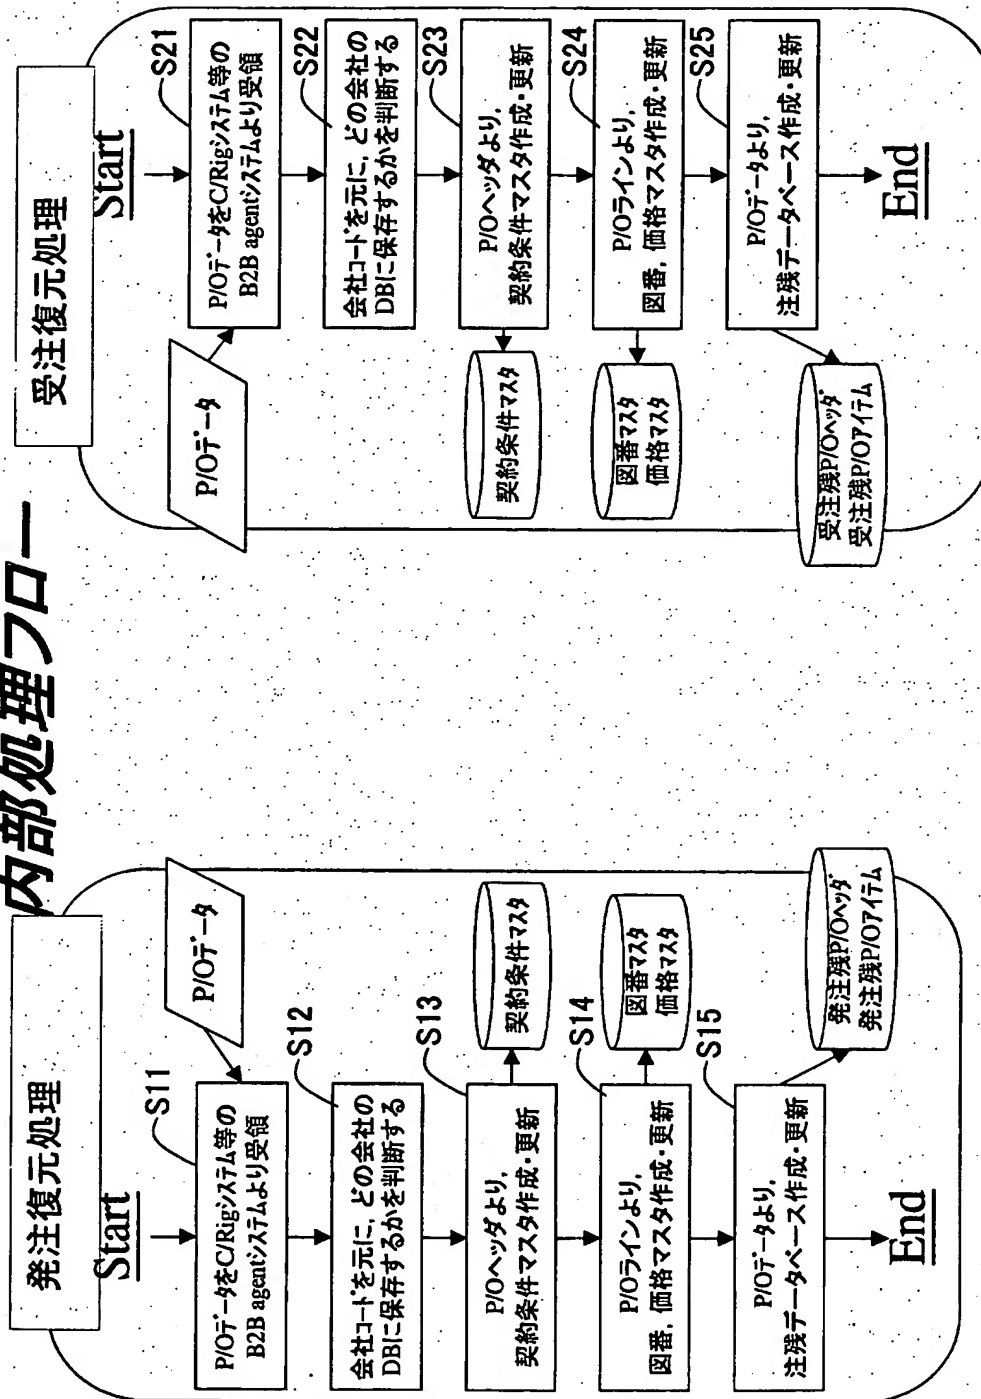 内部処理フロー
発注復元処理
Start
S11
P/Oデータ
P/OデータをC/Rigシステム等の
B2B agentシステムより受領
S12
会社コードを元に、どの会社の
DBに保存するかを判断する
S13
P/Oヘッダより、
契約条件マスタ作成・更新
契約条件マスタ
S14
P/Oラインより、
図番、価格マスタ作成・更新
図番マスタ
価格マスタ
S15
P/Oデータより、
注残データベース作成・更新
発注残P/Oヘッダ
発注残P/Oアイテム
End
受注復元処理
Start
S21
P/Oデータ
P/OデータをC/Rigシステム等の
B2B agentシステムより受領
S22
会社コードを元に、どの会社の
DBに保存するかを判断する
S23
P/Oヘッダより、
契約条件マスタ作成・更新
契約条件マスタ
S24
P/Oラインより、
図番、価格マスタ作成・更新
図番マスタ
価格マスタ
S25
P/Oデータより、
注残データベース作成・更新
受注残P/Oヘッダ
受注残P/Oアイテム
End